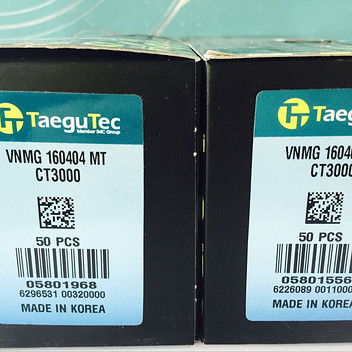 TaeguTec
Member IMC Group
VNMG 160404 MT
CT3000
50 PCS
05801968
6296531 00320000
MADE IN KOREA
VNMG
CT3000
50 PCS
MADE IN KOREA